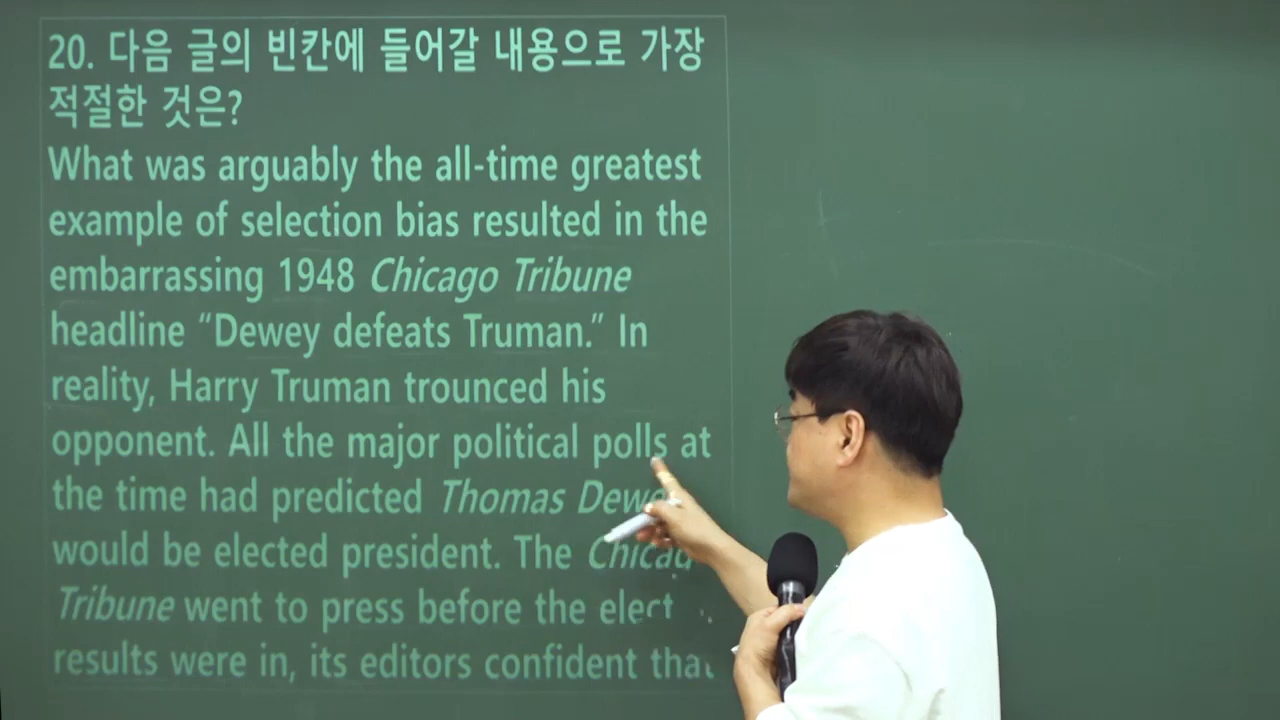 20. 다음 글의 빈칸에 들어갈 내용으로 가장
적절한 것은?
What was arguably the all-time greatest
example of selection bias resulted in the
embarrassing 1948 Chicago Tribune
headline “Dewey defeats Truman.” In
reality, Harry Truman trounced his
opponent. All the major political polls at
the time had predicted Thomas
would be elected president. The
Tribune went to press before the
results were in, its editors confident that